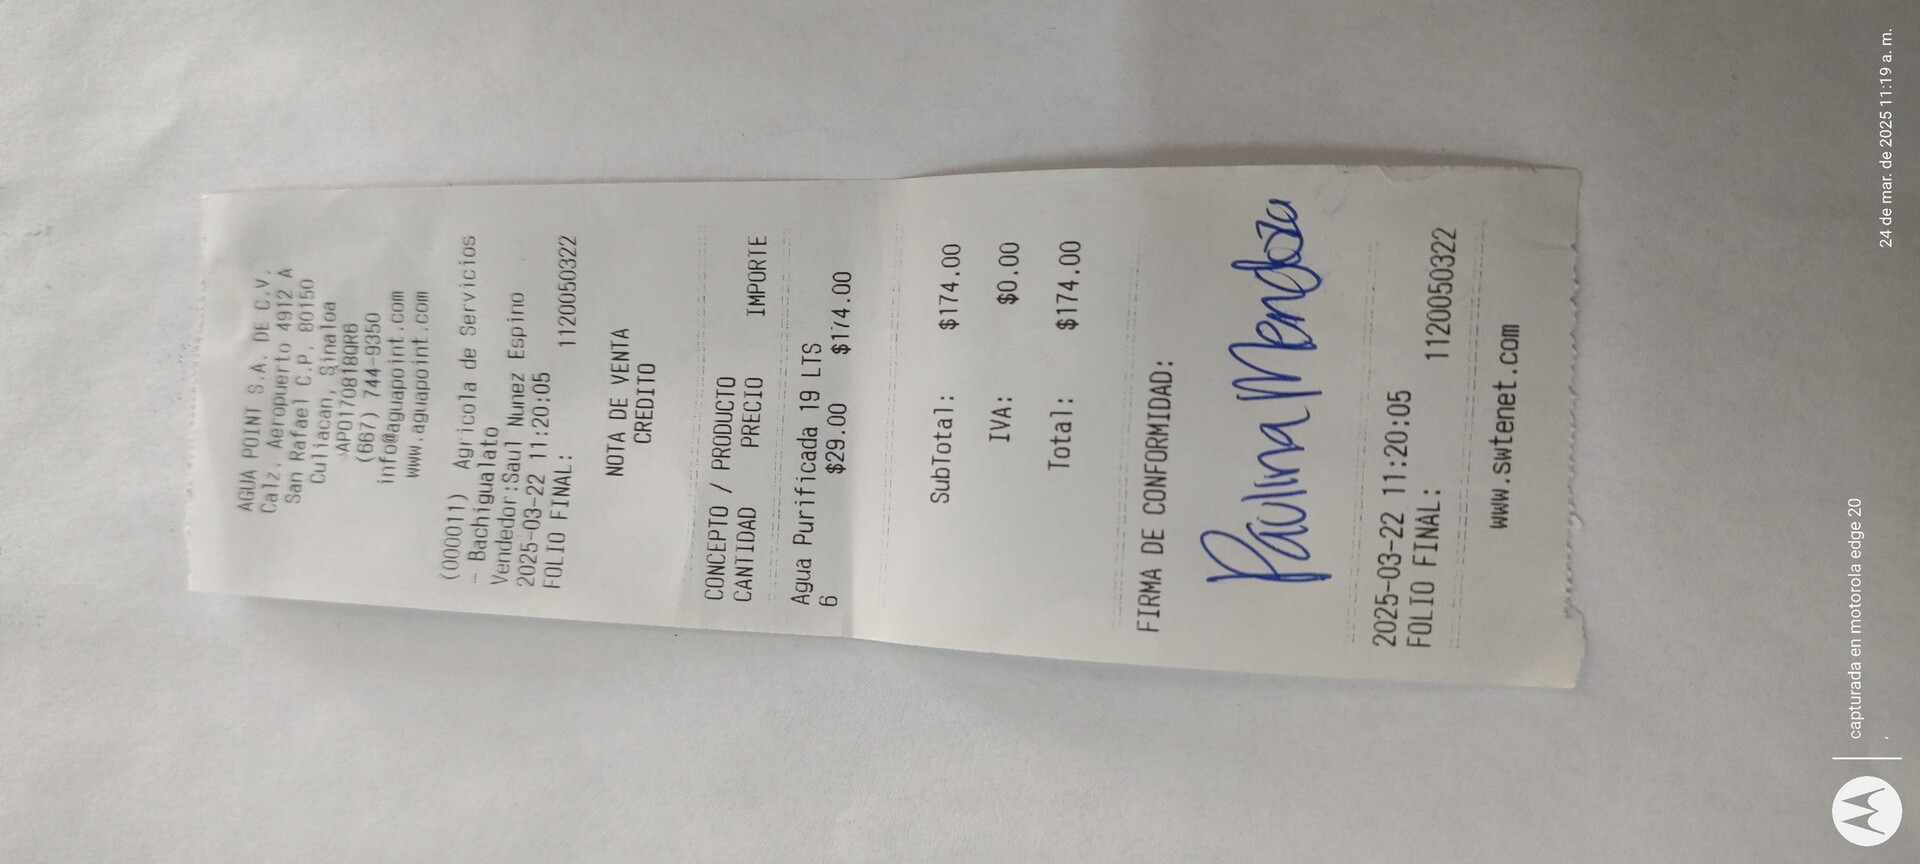 AGUA POINT S.A. DE C.V.
Calz. Aeropuerto 4912 A
San Rafael C.P. 80150
Culiacan, Sinaloa
APO170818QR6
(667) 744-9350
info@aguapoint.com
www.aguapoint.com
(000011) Agricola de Servicios
- Bachigualato
Vendedor:Saul Nunez Espino
2025-03-22 11:20:05
FOLIO FINAL: 1120050322
NOTA DE VENTA
CREDITO
CONCEPTO / PRODUCTO
CANTIDAD PRECIO IMPORTE
Agua Purificada 19 LTS
6 $29.00 $174.00
SubTotal: $174.00
IVA: $0.00
Total: $174.00
FIRMA DE CONFORMIDAD:
Paulina Mendoza
2025-03-22 11:20:05
FOLIO FINAL: 1120050322
www.swtenet.com
capturada en motorola edge 20
24 de mar. de 2025 11:19 a. m.